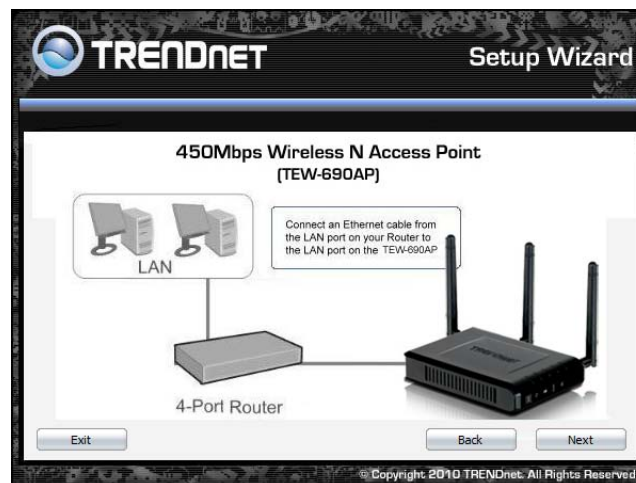 TRENDNET
Setup Wizard
450Mbps Wireless N Access Point
(TEW-690AP)
Connect an Ethernet cable from
the LAN port on your Router to
the LAN port on the TEW-690AP
LAN
TRENDNET
4-Port Router
Exit
Back
Next
© Copyright 2010 TRENDnet. All Rights Reserved